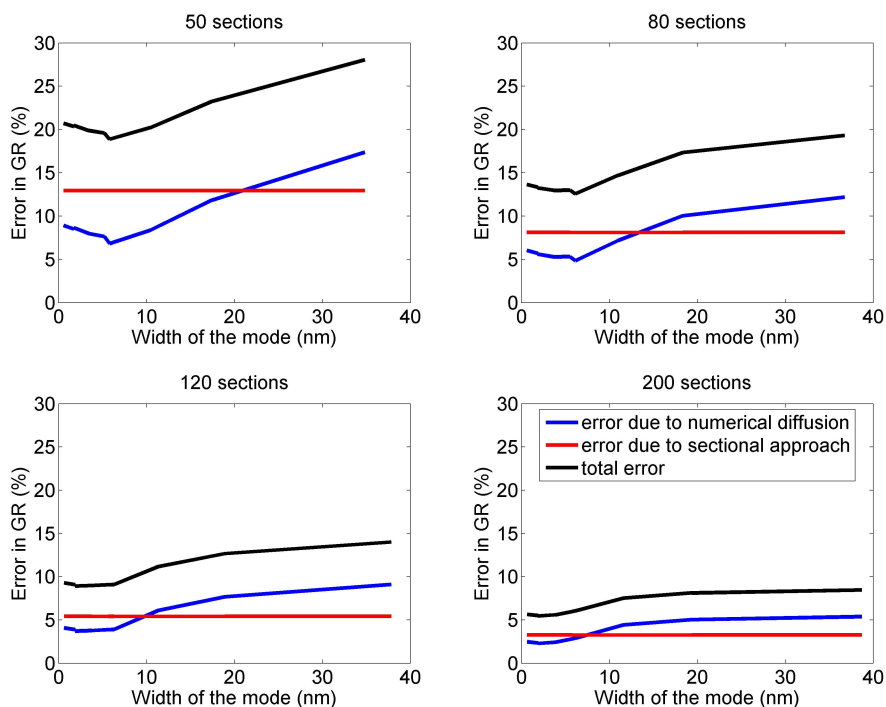 50 sections
30
25
20
15
10
5
0
Error in GR (%)
0 10 20 30 40
Width of the mode (nm)
80 sections
30
25
20
15
10
5
0
Error in GR (%)
0 10 20 30 40
Width of the mode (nm)
120 sections
30
25
20
15
10
5
0
Error in GR (%)
0 10 20 30 40
Width of the mode (nm)
200 sections
30
25
20
15
10
5
0
Error in GR (%)
error due to numerical diffusion
error due to sectional approach
total error
0 10 20 30 40
Width of the mode (nm)